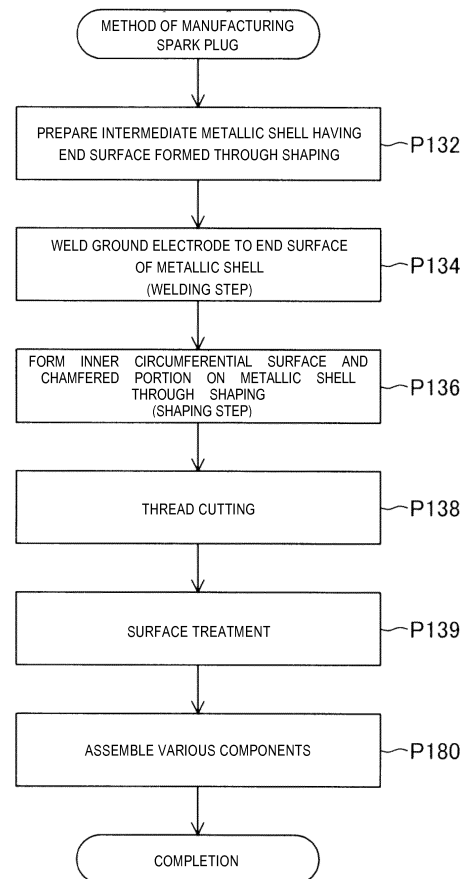 METHOD OF MANUFACTURING
SPARK PLUG
PREPARE INTERMEDIATE METALLIC SHELL HAVING
END SURFACE FORMED THROUGH SHAPING
P132
WELD GROUND ELECTRODE TO END SURFACE
OF METALLIC SHELL
(WELDING STEP)
P134
FORM INNER CIRCUMFERENTIAL SURFACE AND
CHAMFERED PORTION ON METALLIC SHELL
THROUGH SHAPING
(SHAPING STEP)
P136
THREAD CUTTING
P138
SURFACE TREATMENT
P139
ASSEMBLE VARIOUS COMPONENTS
P180
COMPLETION